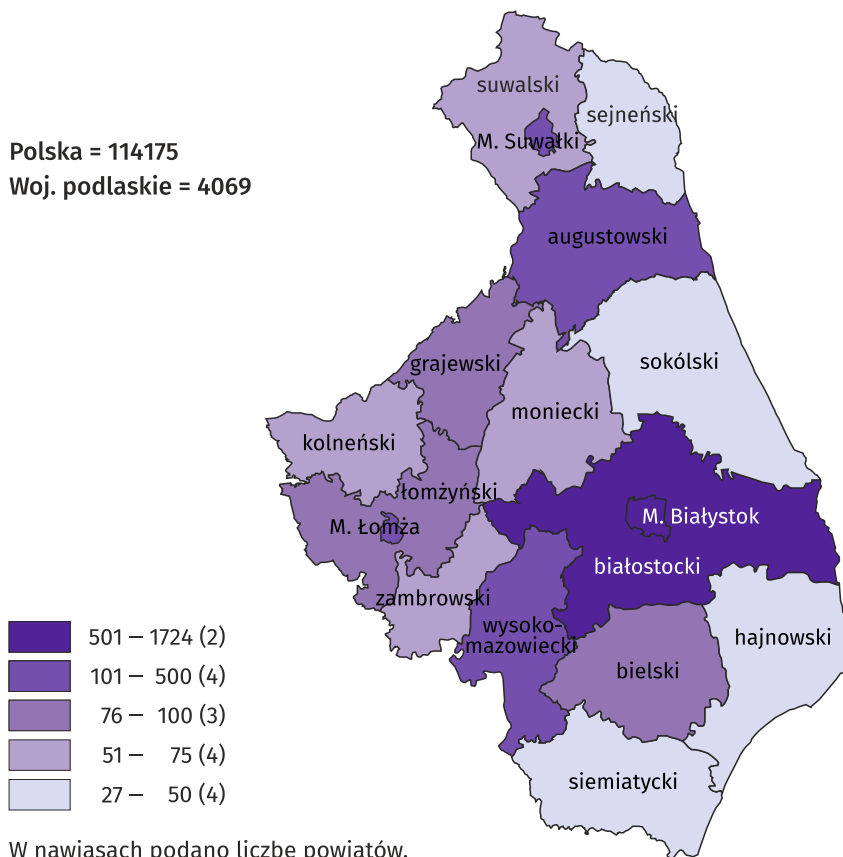 Polska = 114175
Woj. podlaskie = 4069
suwalski
sejneński
M. Suwałki
augustowski
grajewski
sokólski
moniecki
kolneński
łomżyński
M. Łomża
M. Białystok
białostocki
zambrowski
wysoko-
mazowiecki
hajnowski
bielski
siemiatycki
501 – 1724 (2)
101 – 500 (4)
76 – 100 (3)
51 – 75 (4)
27 – 50 (4)
W nawiasach podano liczbę powiatów.